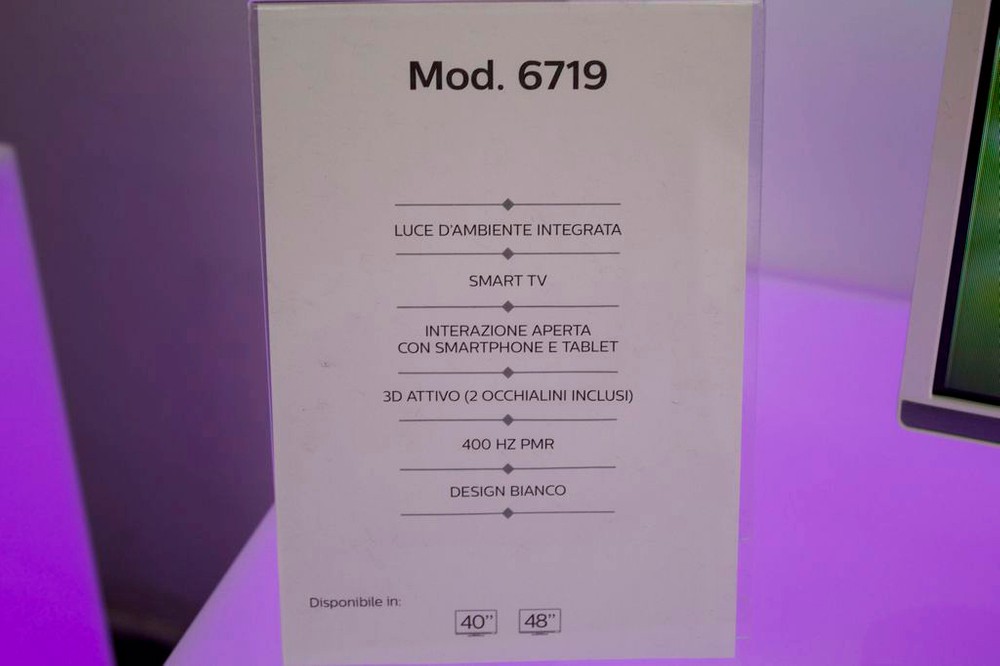 Mod. 6719
LUCE D'AMBIENTE INTEGRATA
SMART TV
INTERAZIONE APERTA
CON SMARTPHONE E TABLET
3D ATTIVO (2 OCCHIALINI INCLUSI)
400 HZ PMR
DESIGN BIANCO
Disponibile in:
40” 48”